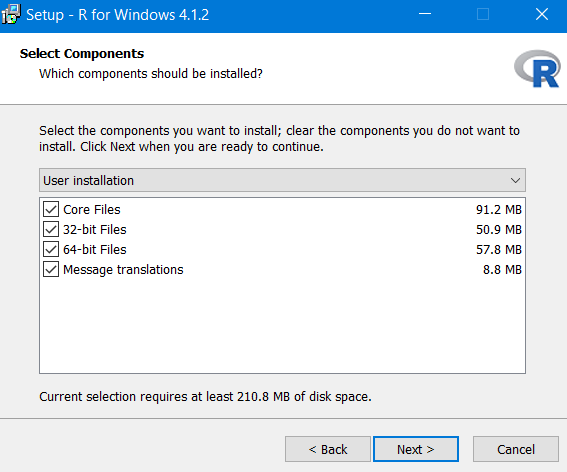 Setup - R for Windows 4.1.2
Select Components
Which components should be installed?
R
Select the components you want to install; clear the components you do not want to
install. Click Next when you are ready to continue.
User installation
Core Files 91.2 MB
32-bit Files 50.9 MB
64-bit Files 57.8 MB
Message translations 8.8 MB
Current selection requires at least 210.8 MB of disk space.
< Back Next > Cancel